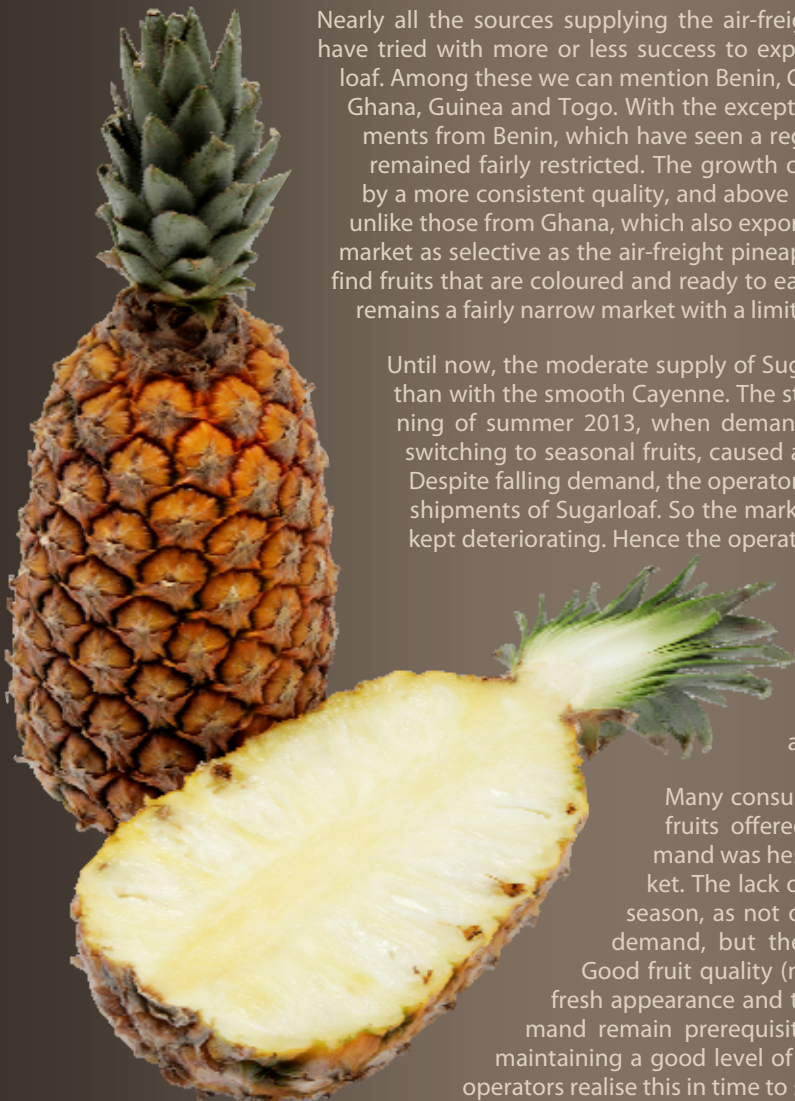 Nearly all the sources supplying the air-freig
have tried with more or less success to exp
loaf. Among these we can mention Benin, C
Ghana, Guinea and Togo. With the except
ments from Benin, which have seen a reg
remained fairly restricted. The growth o
by a more consistent quality, and above
unlike those from Ghana, which also expor
market as selective as the air-freight pineap
find fruits that are coloured and ready to ea
remains a fairly narrow market with a limit
Until now, the moderate supply of Sug
than with the smooth Cayenne. The st
ning of summer 2013, when deman
switching to seasonal fruits, caused a
Despite falling demand, the operator
shipments of Sugarloaf. So the mark
kept deteriorating. Hence the operat
a
Many consu
fruits offere
mand was hes
ket. The lack o
season, as not o
demand, but the
Good fruit quality (r
fresh appearance and t
mand remain prerequisit
maintaining a good level of
operators realise this in time to s